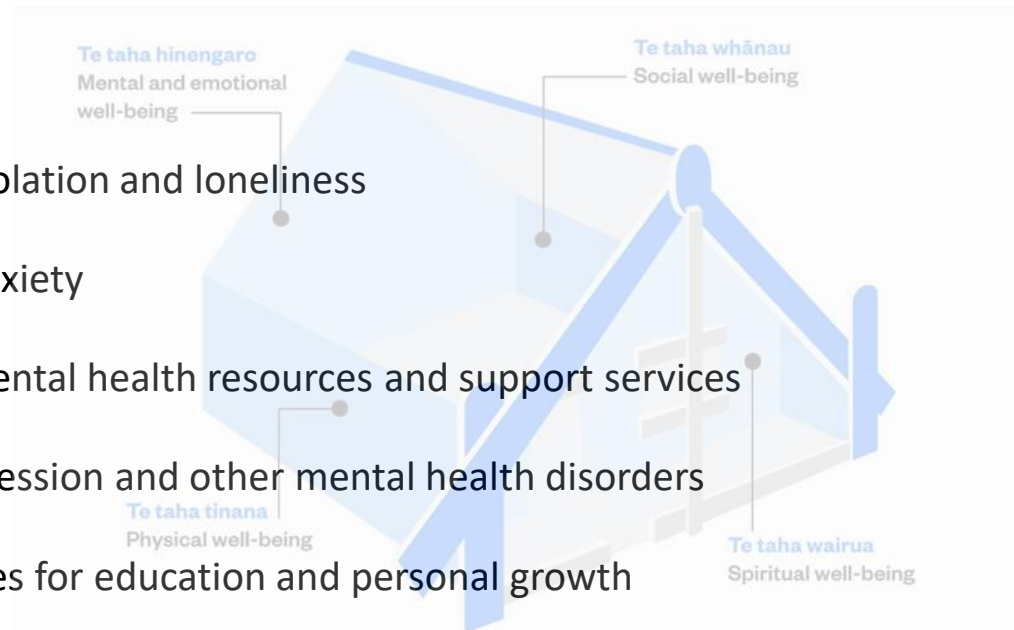 Te taha hinengaro
Mental and emotional
well-being
Te taha whānau
Social well-being
olation and loneliness
xiety
ental health resources and support services
ession and other mental health disorders
Te taha tinana
Physical well-being
es for education and personal growth
Te taha wairua
Spiritual well-being